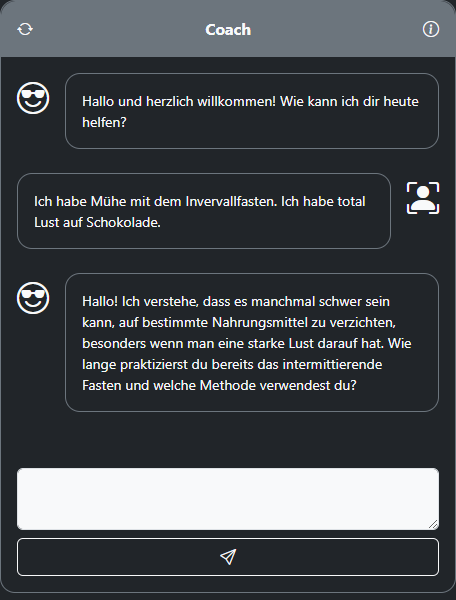 Coach
Hallo und herzlich willkommen! Wie kann ich dir heute
helfen?
Ich habe Mühe mit dem Invervallfasten. Ich habe total
Lust auf Schokolade.
Hallo! Ich verstehe, dass es manchmal schwer sein
kann, auf bestimmte Nahrungsmittel zu verzichten,
besonders wenn man eine starke Lust darauf hat. Wie
lange praktizierst du bereits das intermittierende
Fasten und welche Methode verwendest du?